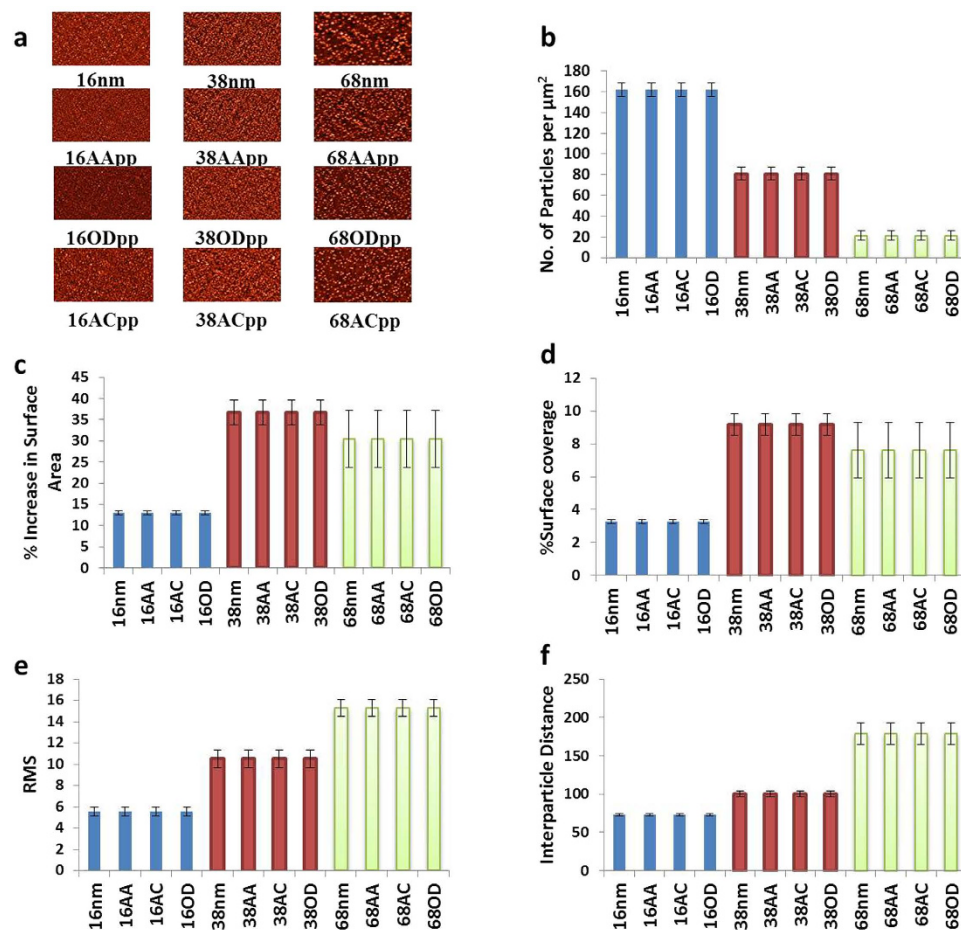 a
16nm 38nm 68nm
16AApp 38AApp 68AApp
16ODpp 38ODpp 68ODpp
16ACpp 38ACpp 68ACpp
b
No. of Particles per µm²
180
160
140
120
100
80
60
40
20
0
16nm 16AA 16AC 16OD 38nm 38AA 38AC 38OD 68nm 68AA 68AC 68OD
c
% Increase in Surface
Area
45
40
35
30
25
20
15
10
5
0
16nm 16AA 16AC 16OD 38nm 38AA 38AC 38OD 68nm 68AA 68AC 68OD
d
%Surface coverage
12
10
8
6
4
2
0
16nm 16AA 16AC 16OD 38nm 38AA 38AC 38OD 68nm 68AA 68AC 68OD
e
RMS
18
16
14
12
10
8
6
4
2
0
16nm 16AA 16AC 16OD 38nm 38AA 38AC 38OD 68nm 68AA 68AC 68OD
f
Interparticle Distance
250
200
150
100
50
0
16nm 16AA 16AC 16OD 38nm 38AA 38AC 38OD 68nm 68AA 68AC 68OD